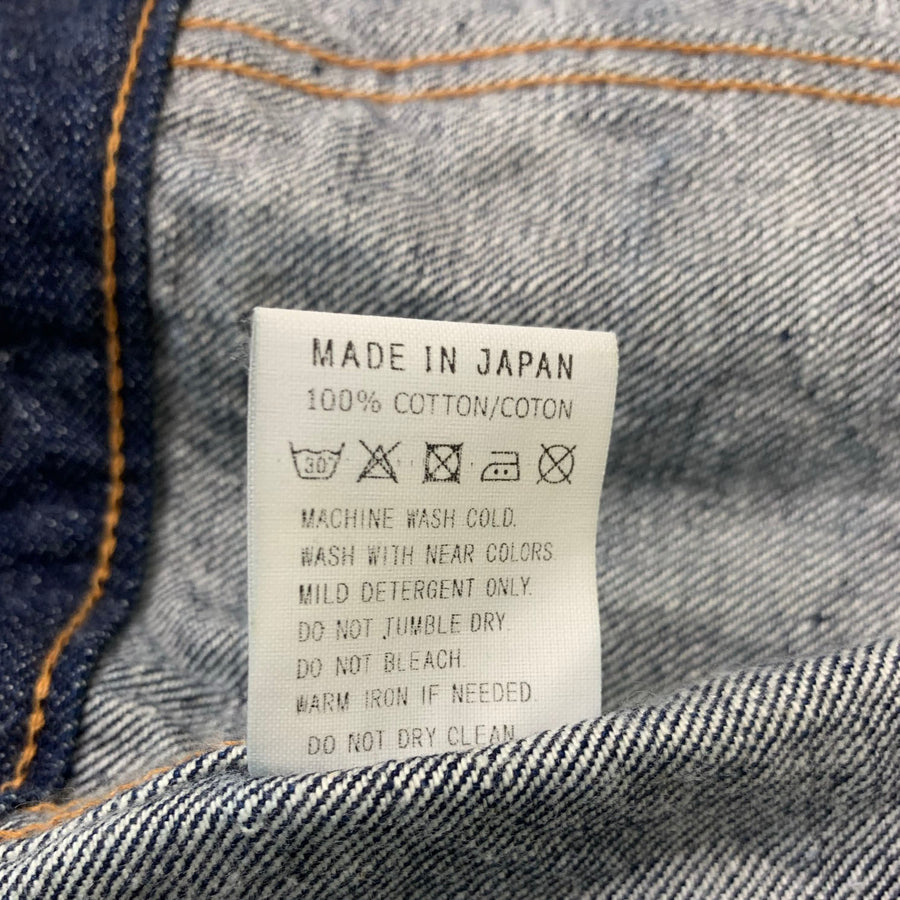 MADE IN JAPAN
100% COTTON/COTON
30
MACHINE WASH COLD.
WASH WITH NEAR COLORS
MILD DETERGENT ONLY.
DO NOT TUMBLE DRY.
DO NOT BLEACH.
WARM IRON IF NEEDED.
DO NOT DRY CLEAN